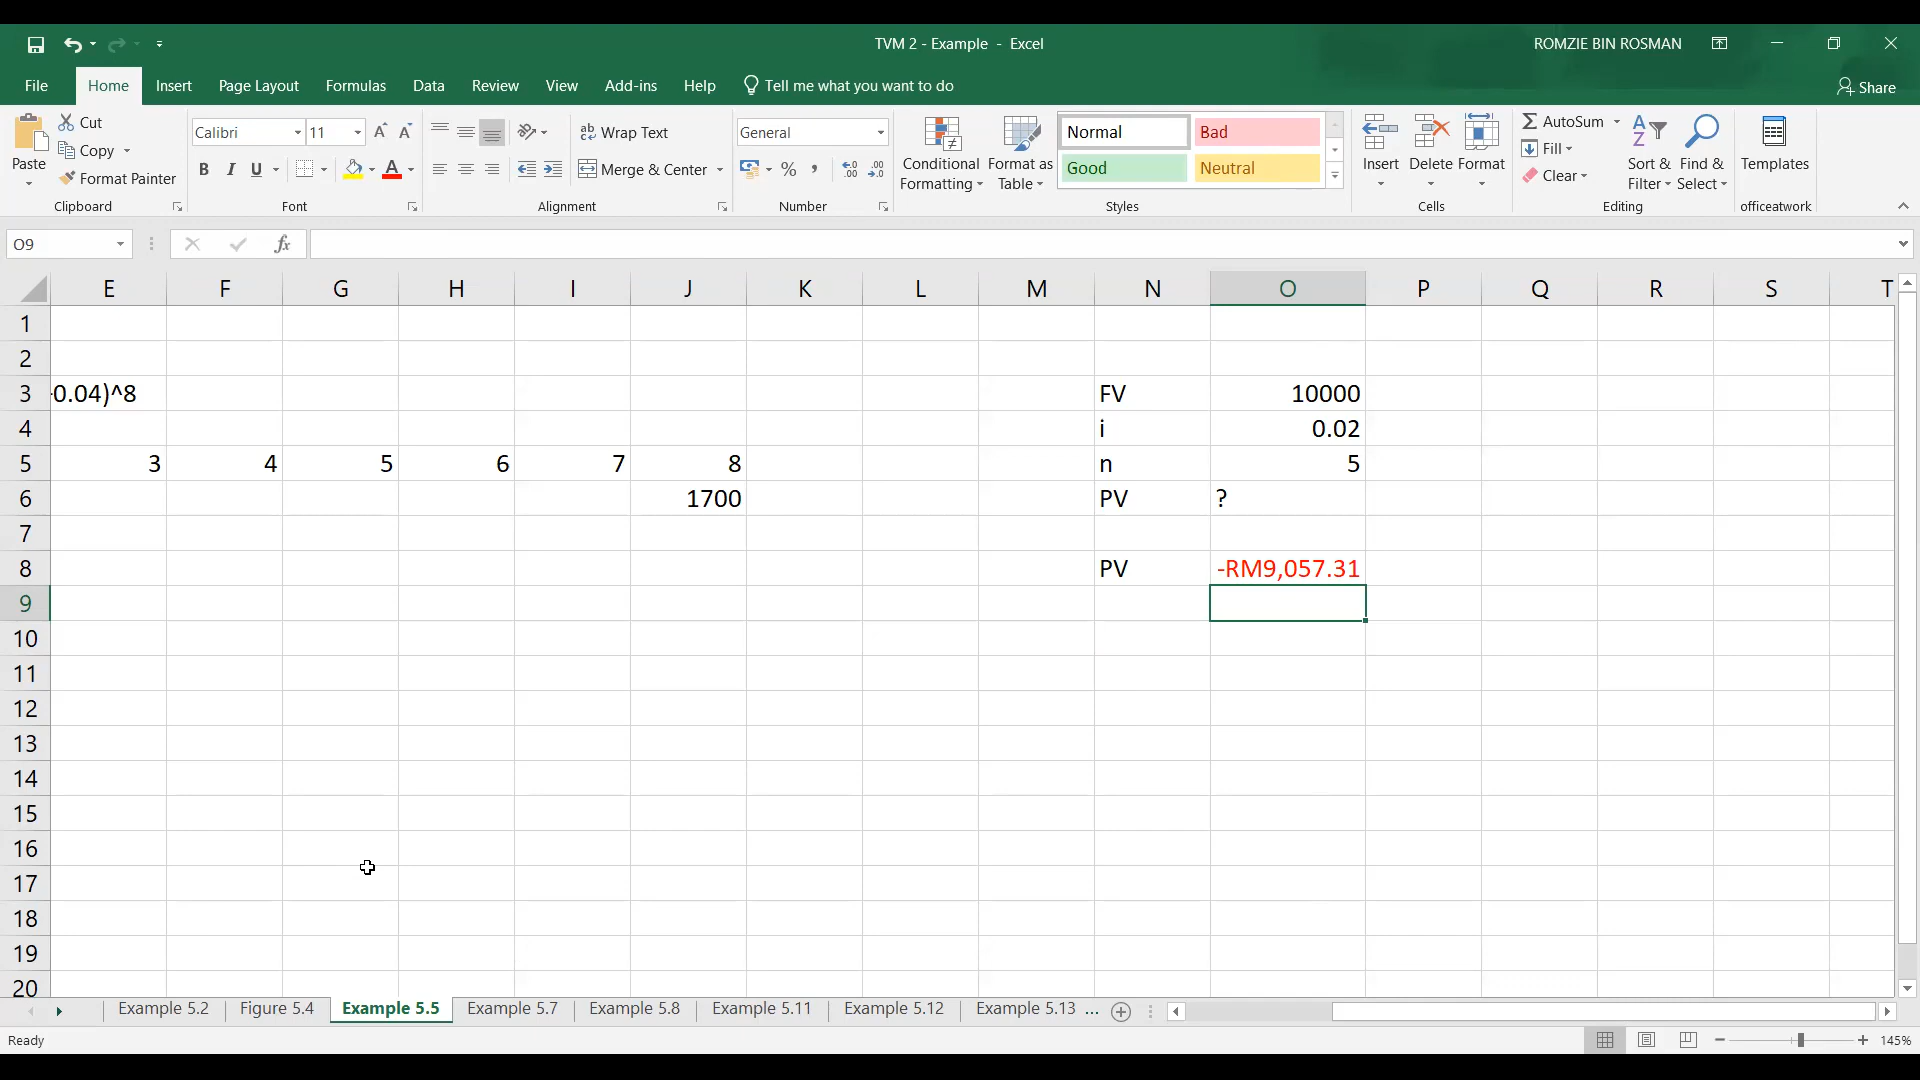 TVM 2 - Example - Excel
ROMZIE BIN ROSMAN
File Home Insert Page Layout Formulas Data Review View Add-ins Help Tell me what you want to do Share
Paste
Cut
Copy
Format Painter
Clipboard
Calibri 11
B I U
Font
Wrap Text
Merge & Center
Alignment
General
Number
Conditional Formatting
Format as Table
Normal Bad
Good Neutral
Styles
Insert Delete Format
Cells
AutoSum
Fill
Clear
Sort & Filter
Find & Select
Editing
Templates
officeatwork
O9
fx
E F G H I J K L M N O P Q R S T
1
2
3 0.04)^8 FV 10000
4 i 0.02
5 3 4 5 6 7 8 n 5
6 1700 PV ?
7
8 PV -RM9,057.31
9
10
11
12
13
14
15
16
17
18
19
20
Example 5.2 Figure 5.4 Example 5.5 Example 5.7 Example 5.8 Example 5.11 Example 5.12 Example 5.13 ...
Ready 145%